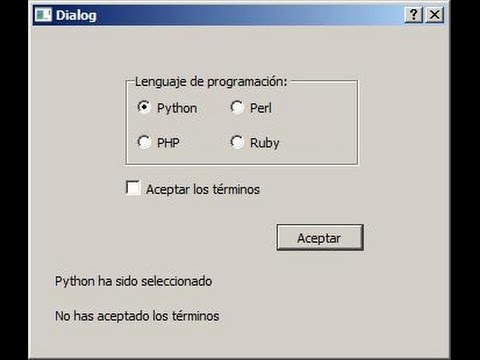 Dialog
Lenguaje de programación:
Python Perl
PHP Ruby
Aceptar los términos
Aceptar
Python ha sido seleccionado
No has aceptado los términos